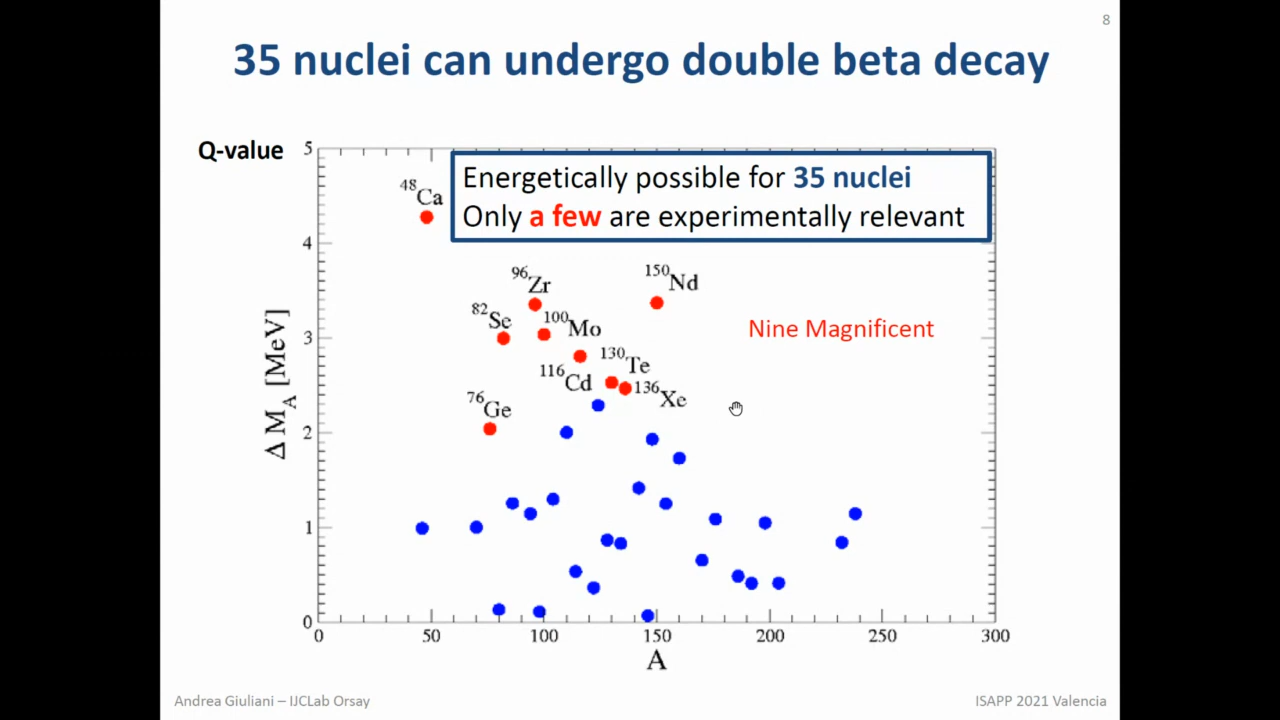 8
35 nuclei can undergo double beta decay
Q-value
Energetically possible for 35 nuclei
Only a few are experimentally relevant
Nine Magnificent
48Ca
96Zr
150Nd
82Se
100Mo
130Te
116Cd
136Xe
76Ge
Δ MA [MeV]
5
4
3
2
1
0
0 50 100 150 200 250 300
A
Andrea Giuliani – IJCLab Orsay
ISAPP 2021 Valencia